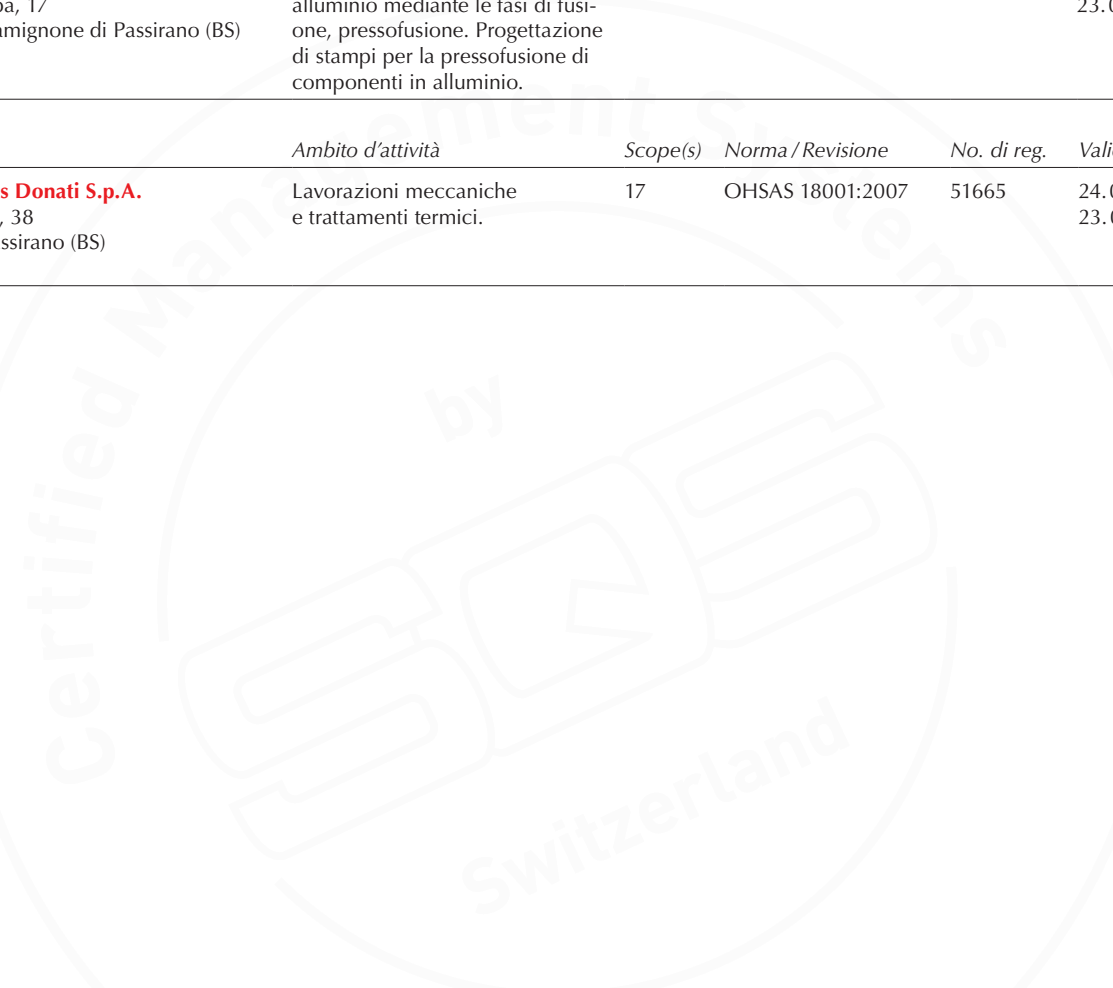 pa, 17
amignone di Passirano (BS)
alluminio mediante le fasi di fusi-
one, pressofusione. Progettazione
di stampi per la pressofusione di
componenti in alluminio.
23.0
Ambito d'attività Scope(s) Norma / Revisione No. di reg. Vali
s Donati S.p.A. Lavorazioni meccaniche 17 OHSAS 18001:2007 51665 24.0
, 38 e trattamenti termici. 23.0
ssirano (BS)
Certified Management Systems
by
SQS
Switzerland